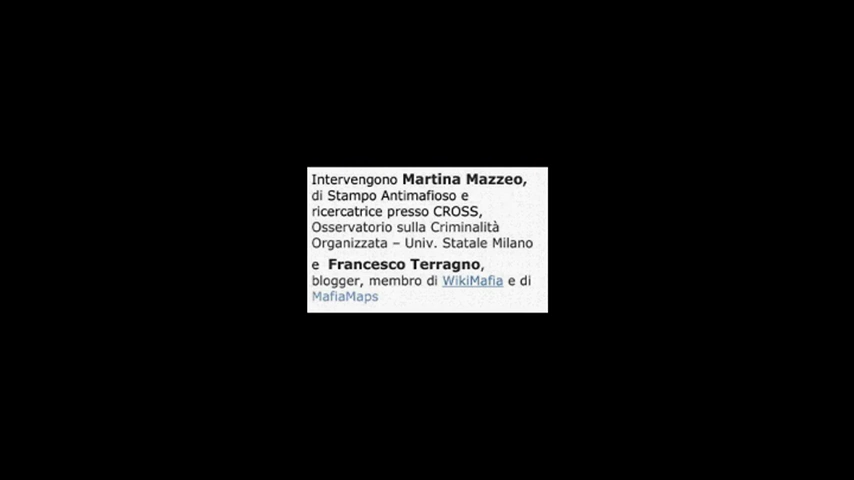 Intervengono Martina Mazzeo,
di Stampo Antimafioso e
ricercatrice presso CROSS,
Osservatorio sulla Criminalità
Organizzata – Univ. Statale Milano
e Francesco Terragno,
blogger, membro di WikiMafia e di
MafiaMaps